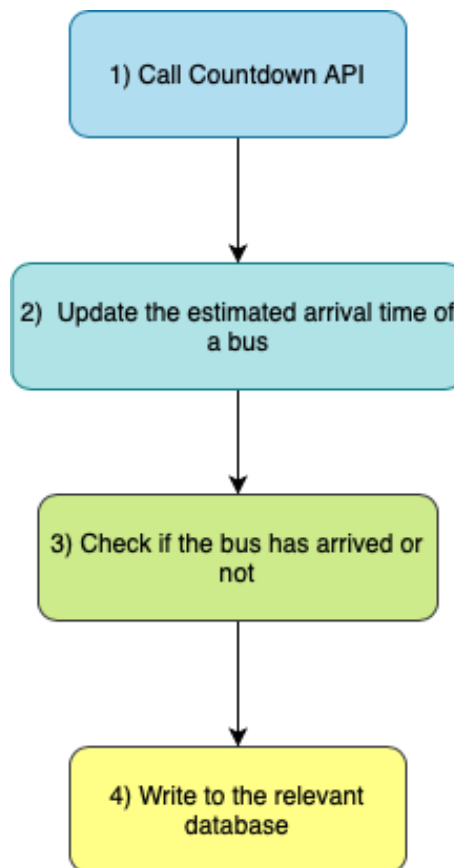 1) Call Countdown API
2) Update the estimated arrival time of
a bus
3) Check if the bus has arrived or
not
4) Write to the relevant
database